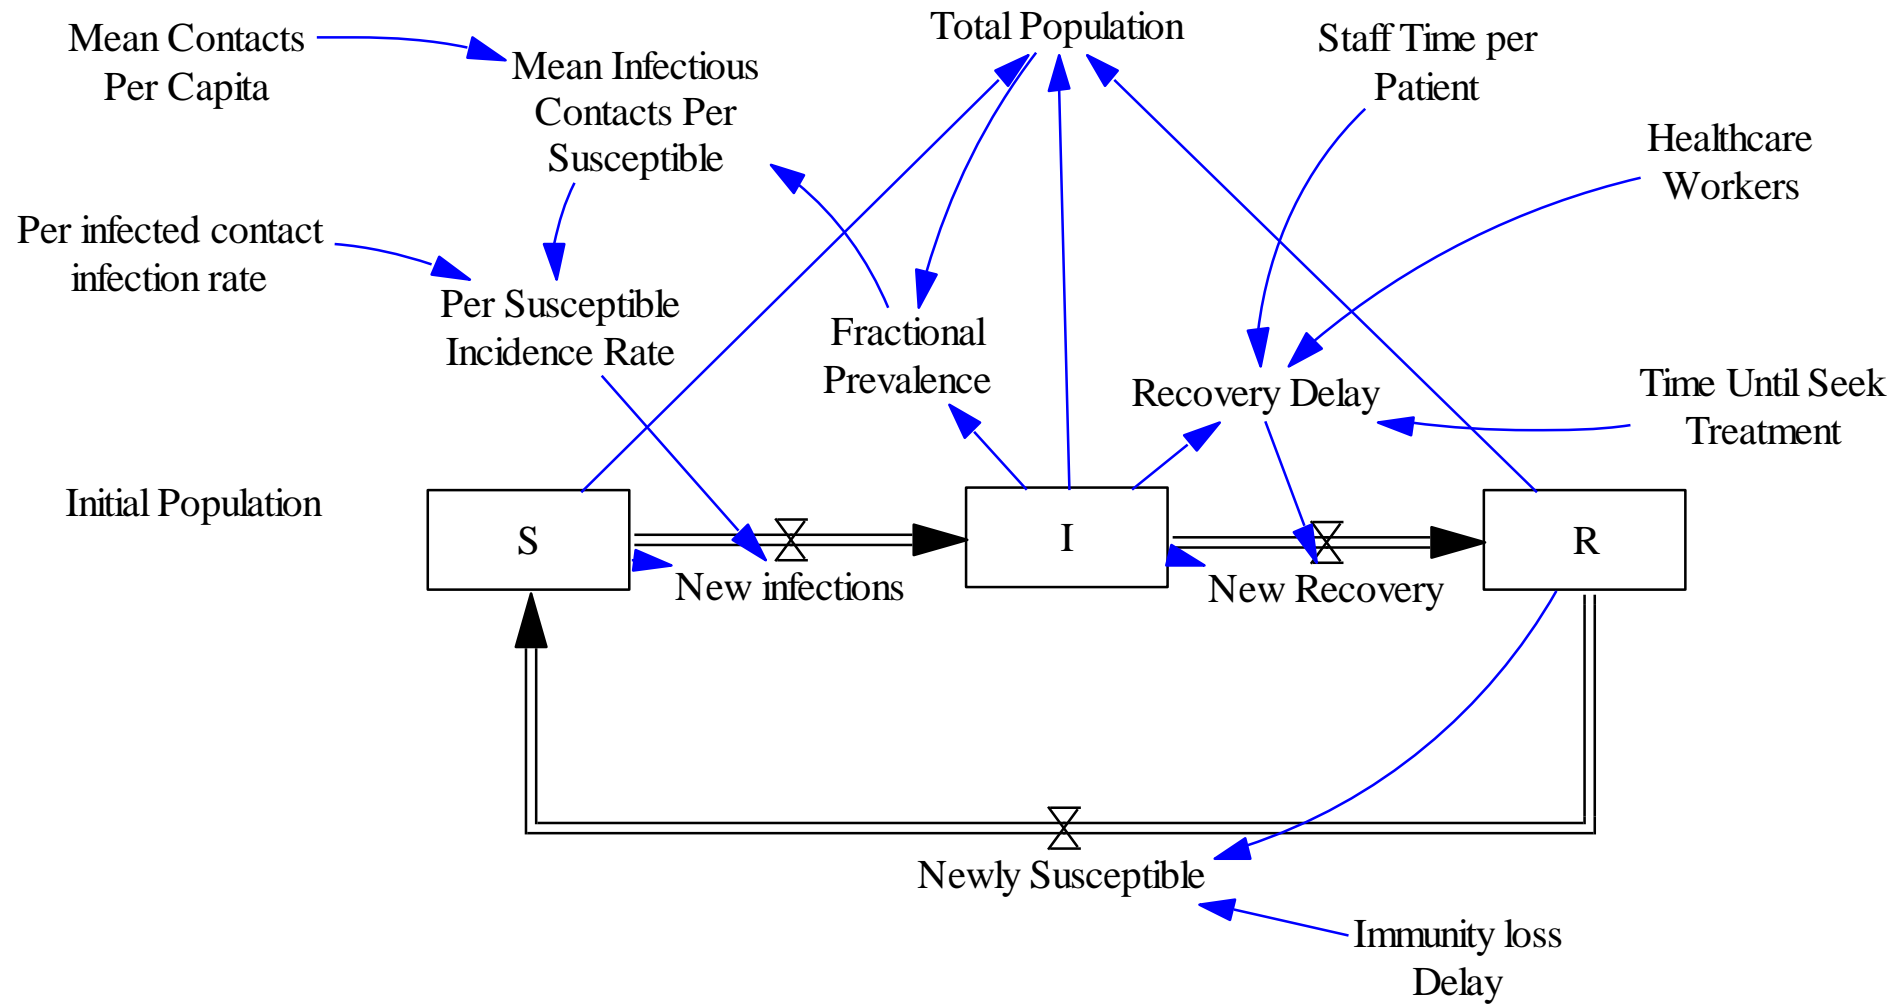 Mean Contacts
Per Capita
Mean Infectious
Contacts Per
Susceptible
Total Population
Staff Time per
Patient
Healthcare
Workers
Per infected contact
infection rate
Per Susceptible
Incidence Rate
Fractional
Prevalence
Recovery Delay
Time Until Seek
Treatment
Initial Population
S
I
R
New infections
New Recovery
Newly Susceptible
Immunity loss
Delay